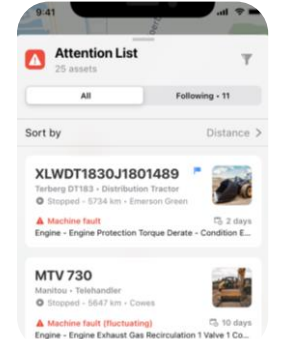 9:41
Attention List
25 assets
All
Following • 11
Sort by
Distance >
XLWDT1830J1801489
Terberg DT183 • Distribution Tractor
Stopped • 5734 km • Emerson Green
Machine fault
2 days
Engine - Engine Protection Torque Derate - Condition E...
MTV 730
Manitou • Telehandler
Stopped • 5647 km • Cowes
Machine fault (fluctuating)
10 days
Engine - Engine Exhaust Gas Recirculation 1 Valve 1 Co...